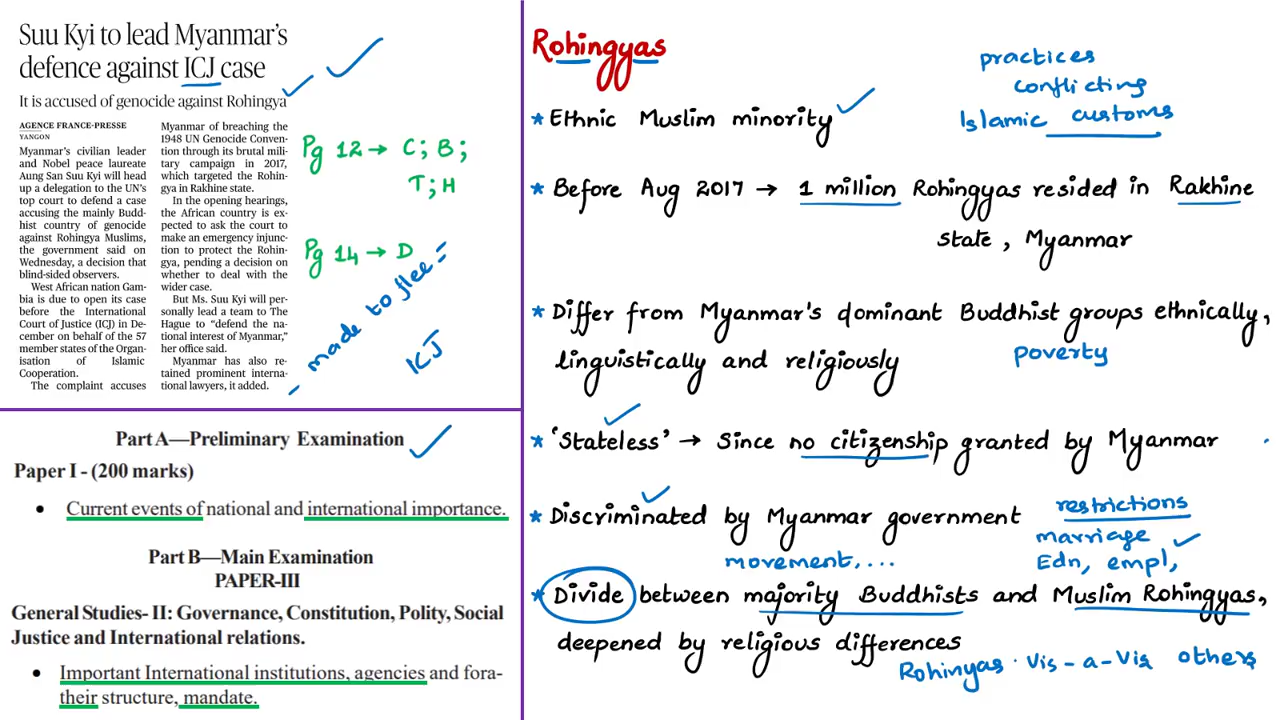 Suu Kyi to lead Myanmar's
defence against ICJ case
It is accused of genocide against Rohingya
AGENCE FRANCE-PRESSE
YANGON
Myanmar's civilian leader
and Nobel peace laureate
Aung San Suu Kyi will head
up a delegation to the UN's
top court to defend a case
accusing the mainly Budd-
hist country of genocide
against Rohingya Muslims,
the government said on
Wednesday, a decision that
blind-sided observers.
West African nation Gam-
bia is due to open its case
before the International
Court of Justice (ICJ) in De-
cember on behalf of the 57
member states of the Organ-
isation of Islamic
Cooperation.
The complaint accuses
Myanmar of breaching the
1948 UN Genocide Conven-
tion through its brutal mili-
tary campaign in 2017,
which targeted the Rohin-
gya in Rakhine state.
In the opening hearings,
the African country is ex-
pected to ask the court to
make an emergency injunc-
tion to protect the Rohin-
gya, pending a decision on
whether to deal with the
wider case.
But Ms. Suu Kyi will per-
sonally lead a team to The
Hague to "defend the na-
tional interest of Myanmar,"
her office said.
Myanmar has also re-
tained prominent interna-
tional lawyers, it added.
Pg 12 → C; B;
T; H
Pg 14 → D
made to flee
ICJ
Part A—Preliminary Examination
Paper I - (200 marks)
• Current events of national and international importance.
Part B—Main Examination
PAPER-III
General Studies- II: Governance, Constitution, Polity, Social
Justice and International relations.
• Important International institutions, agencies and fora-
their structure, mandate.
Rohingyas
practices
conflicting
Islamic customs
* Ethnic Muslim minority
* Before Aug 2017 → 1 million Rohingyas resided in Rakhine
state, Myanmar
* Differ from Myanmar's dominant Buddhist groups ethnically,
linguistically and religiously
poverty
* 'Stateless' → Since no citizenship granted by Myanmar
* Discriminated by Myanmar government
restrictions
marriage
movement,...
Edn, empl,
* Divide between majority Buddhists and Muslim Rohingyas,
deepened by religious differences
Rohinyas. Vis-a-Vis others